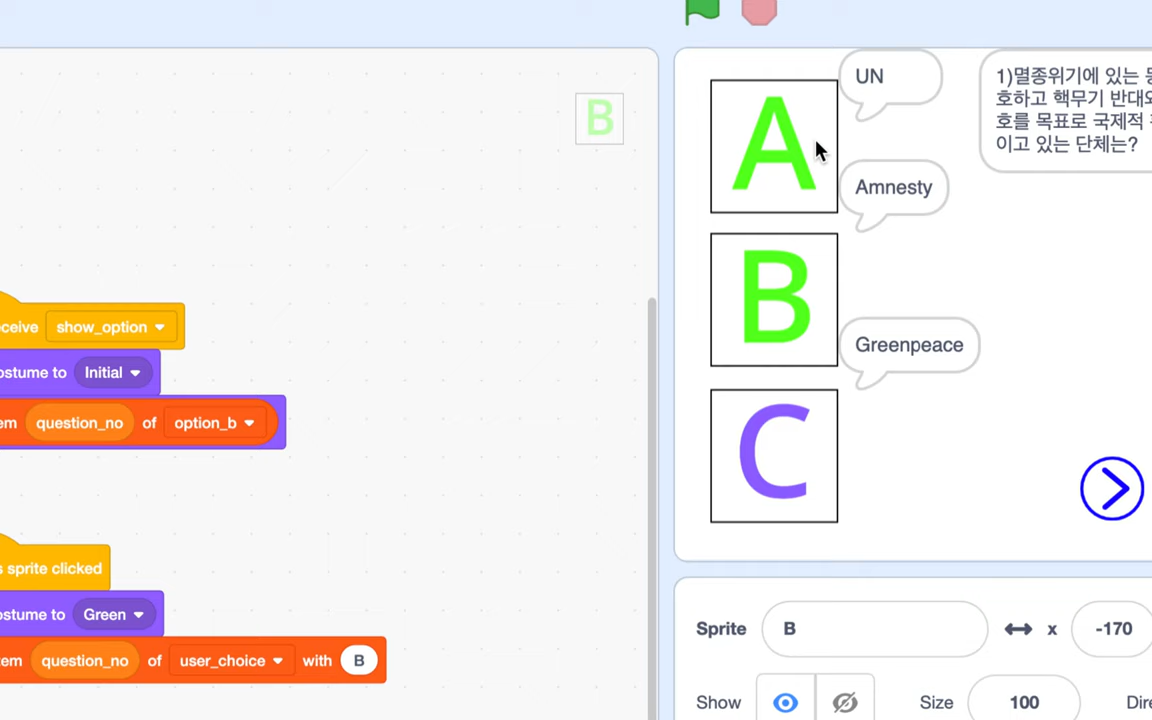 B
ceive show_option
ostume to Initial
em question_no of option_b
s sprite clicked
ostume to Green
tem question_no of user_choice with B
A
UN
1)멸종위기에 있는
호하고 핵무기 반대
호를 목표로 국제적
이고 있는 단체는?
Amnesty
B
Greenpeace
C
Sprite B x -170
Show Size 100 Dire